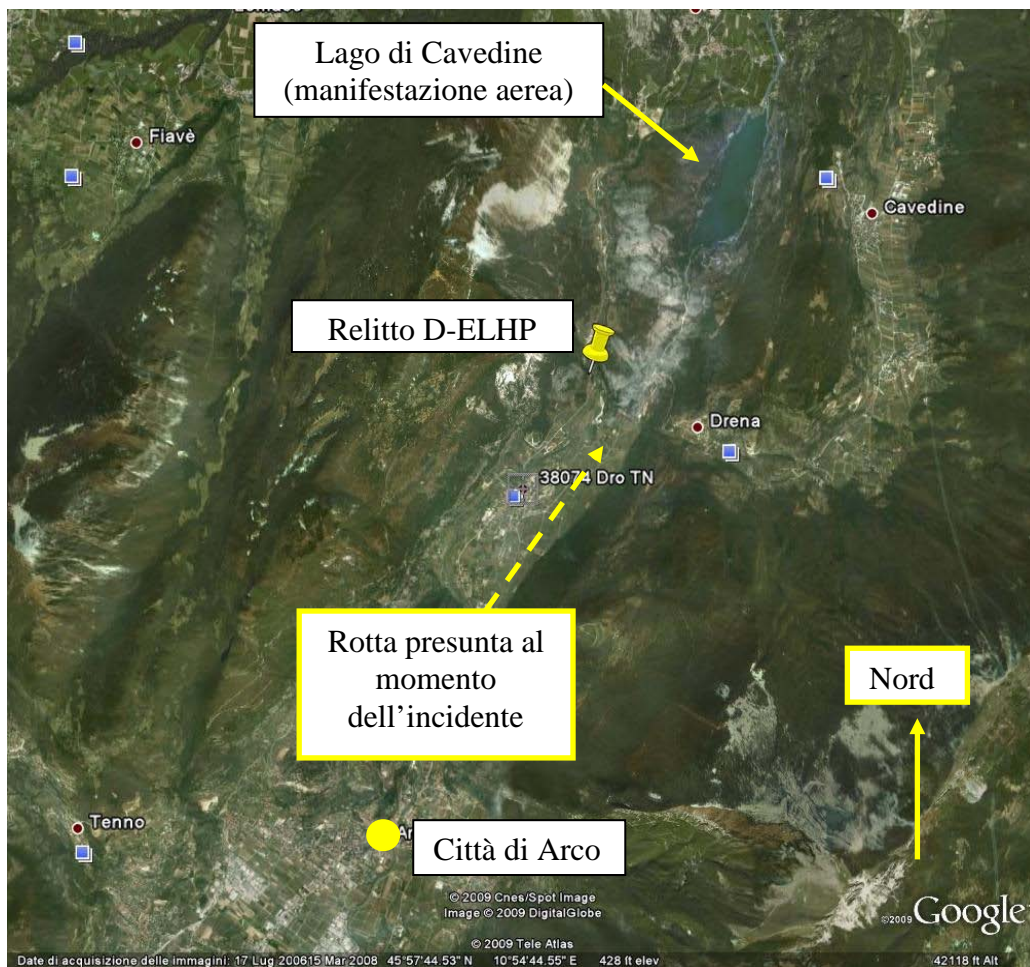 Lago di Cavedine
(manifestazione aerea)
Fiavè
Cavedine
Relitto D-ELHP
Drena
38074 Dro TN
Rotta presunta al
momento
dell’incidente
Nord
Tenno
Città di Arco
© 2009 Cnes/Spot Image
Image © 2009 DigitalGlobe
©2009 Google
© 2009 Tele Atlas
Date di acquisizione delle immagini: 17 Lug 200615 Mar 2008 45°57'44.53" N 10°54'44.55" E 428 ft elev 42118 ft Alt